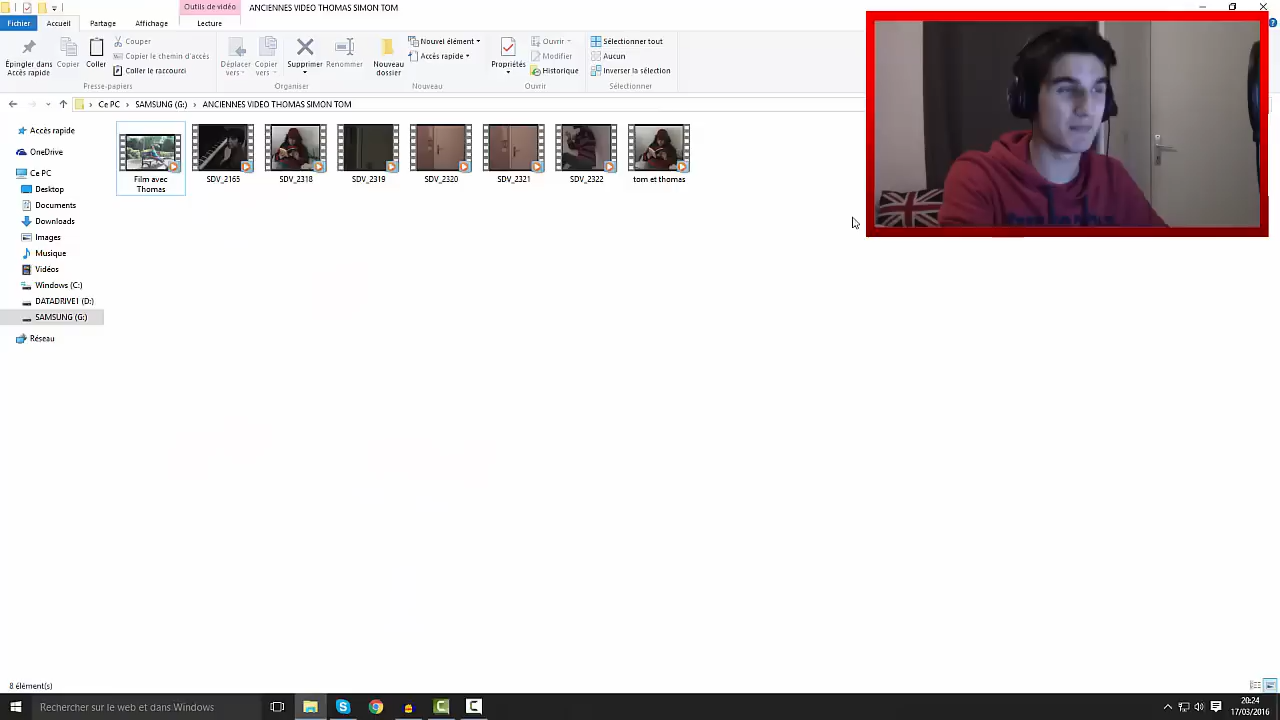 Outils de vidéo
ANCIENNES VIDEO THOMAS SIMON TOM
Fichier
Accueil
Partage
Affichage
Lecture
Épingler dans
Accès rapide
Copier
Coller
Couper
Copier le chemin d'accès
Coller le raccourci
Presse-papiers
Déplacer
vers
Copier
vers
Supprimer
Renommer
Organiser
Nouveau
dossier
Nouvel élément
Accès rapide
Nouveau
Propriétés
Ouvrir
Modifier
Historique
Ouvrir
Sélectionner tout
Aucun
Inverser la sélection
Sélectionner
Ce PC
SAMSUNG (G:)
ANCIENNES VIDEO THOMAS SIMON TOM
Accès rapide
OneDrive
Ce PC
Desktop
Documents
Downloads
Images
Musique
Vidéos
Windows (C:)
DATADRIVE1 (D:)
SAMSUNG (G:)
Réseau
Film avec
Thomas
SDV_2165
SDV_2318
SDV_2319
SDV_2320
SDV_2321
SDV_2322
tom et thomas
8 élément(s)
Rechercher sur le web et dans Windows
20:24
17/03/2016